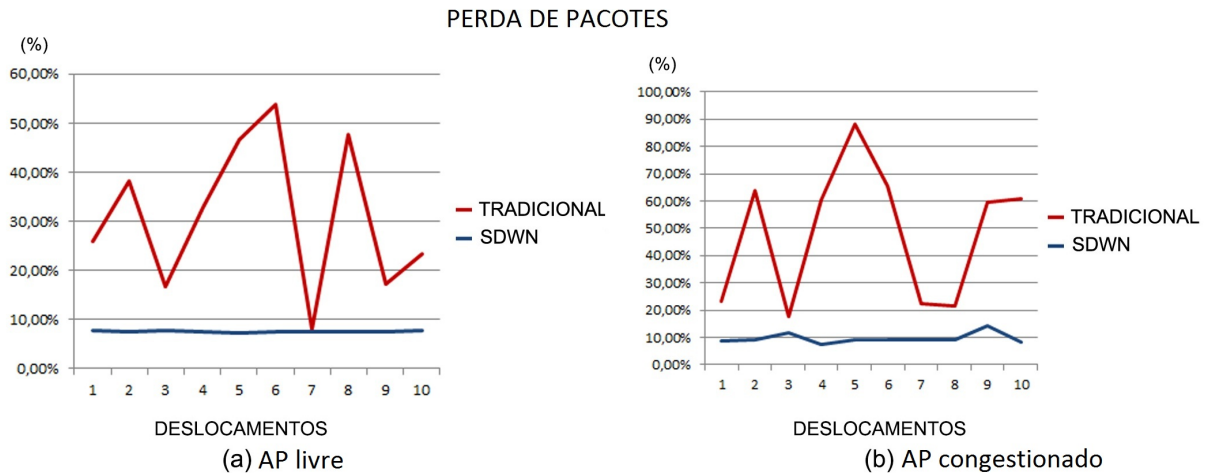 PERDA DE PACOTES
(%)
60,00%
50,00%
40,00%
30,00%
20,00%
10,00%
0,00%
1 2 3 4 5 6 7 8 9 10
TRADICIONAL
SDWN
DESLOCAMENTOS
(a) AP livre
(%)
100,00%
90,00%
80,00%
70,00%
60,00%
50,00%
40,00%
30,00%
20,00%
10,00%
0,00%
1 2 3 4 5 6 7 8 9 10
TRADICIONAL
SDWN
DESLOCAMENTOS
(b) AP congestionado